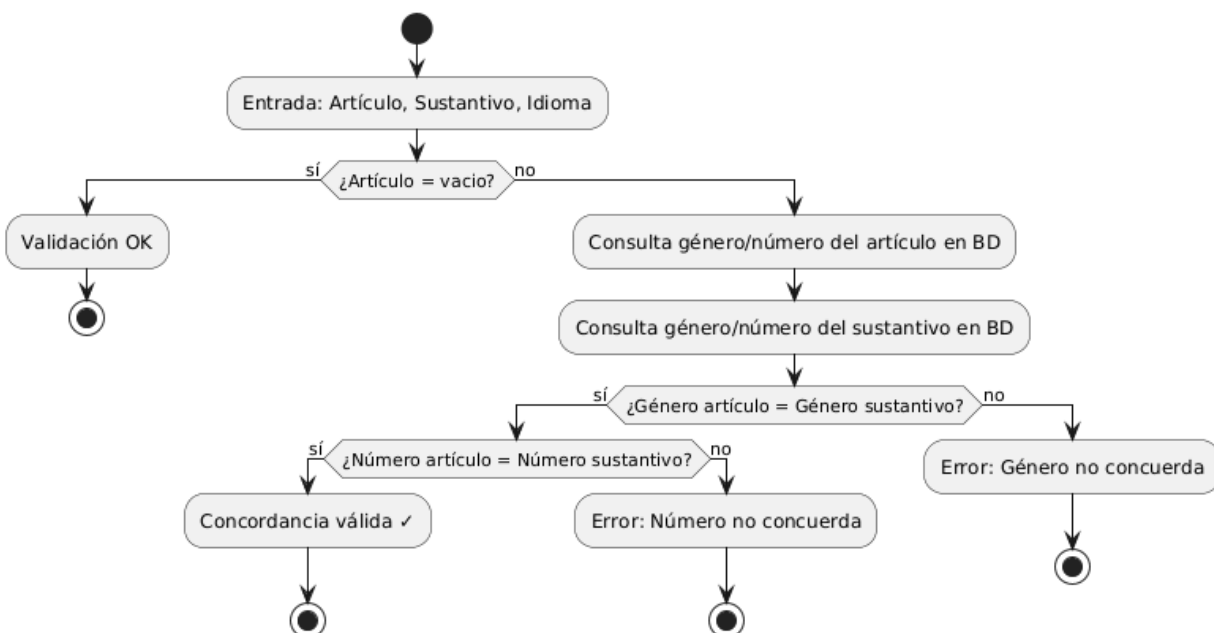 Entrada: Artículo, Sustantivo, Idioma
sí
¿Artículo = vacio?
no
Validación OK
Consulta género/número del artículo en BD
Consulta género/número del sustantivo en BD
sí
¿Género artículo = Género sustantivo?
no
sí
¿Número artículo = Número sustantivo?
no
Error: Género no concuerda
Concordancia válida ✓
Error: Número no concuerda